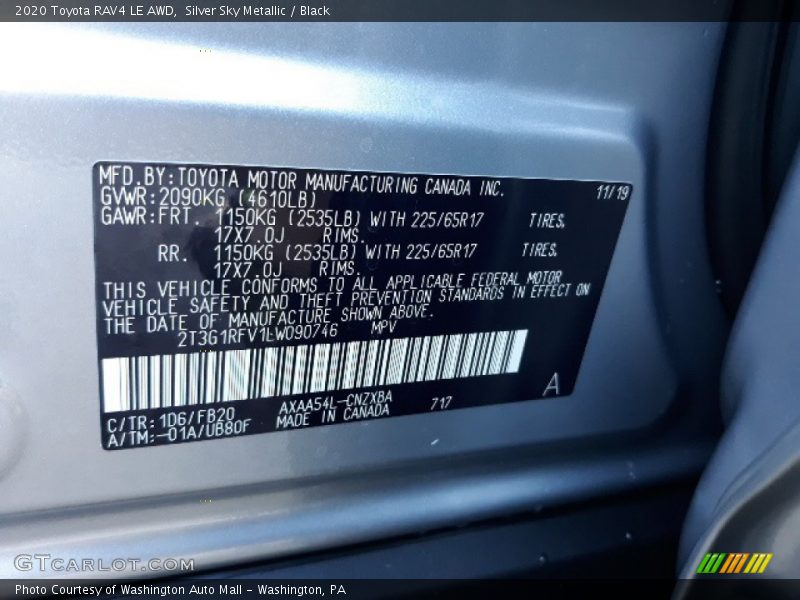 2020 Toyota RAV4 LE AWD,  Silver Sky Metallic / Black
MFD.BY:TOYOTA MOTOR MANUFACTURING CANADA INC. 11/19
GVWR:2090KG (4610LB)
GAWR:FRT. 1150KG (2535LB) WITH 225/65R17 TIRES,
17X7.0J RIMS.
RR. 1150KG (2535LB) WITH 225/65R17 TIRES,
17X7.0J RIMS.
THIS VEHICLE CONFORMS TO ALL APPLICABLE FEDERAL MOTOR
VEHICLE SAFETY AND THEFT PREVENTION STANDARDS IN EFFECT ON
THE DATE OF MANUFACTURE SHOWN ABOVE.
2T3G1RFV1LW090746 MPV
A
C/TR:1D6/FB20 AXAA54L-CNZXBA 717
A/TM:-01A/UB80F MADE IN CANADA
GTCARLOT.COM
Photo Courtesy of Washington Auto Mall - Washington, PA